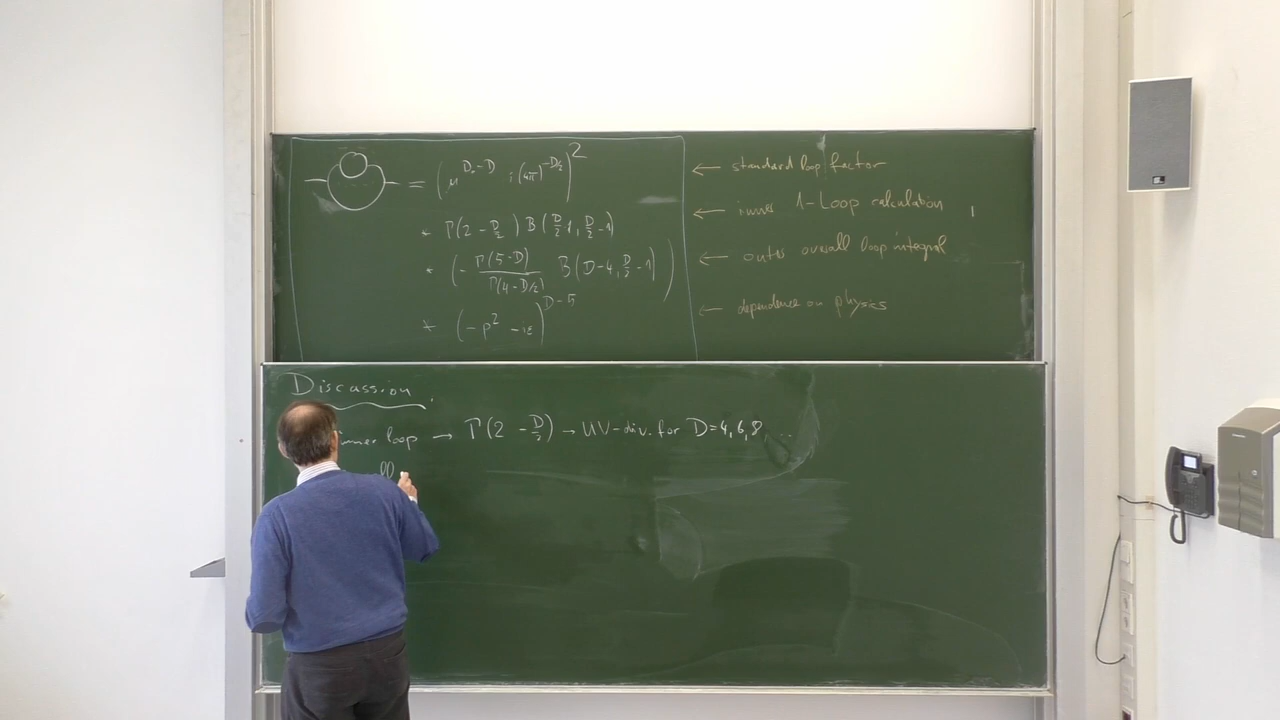 = (μ^{D₀-D} i(4π)^{-D/2})² ← standard loop factor
* Γ(2 - D/2) B(D/2-1, D/2-1) ← inner 1-Loop calculation
* (- Γ(5-D)/Γ(4-D/2) B(D-4, D/2-1)) ← outer overall loop integral
* (-p² - iε)^{D-5} ← dependence on physics
Discussion.
inner loop → Γ(2 - D/2) → UV-div. for D=4,6,8, ...